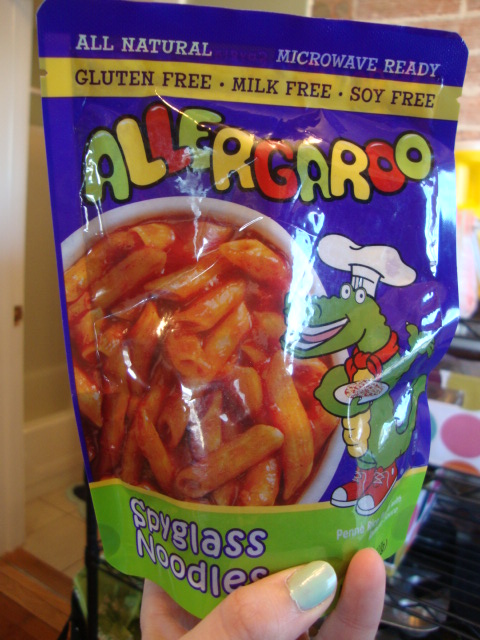 ALL NATURAL MICROWAVE READY
GLUTEN FREE · MILK FREE · SOY FREE
ALLERGAROO
Spyglass
Noodles